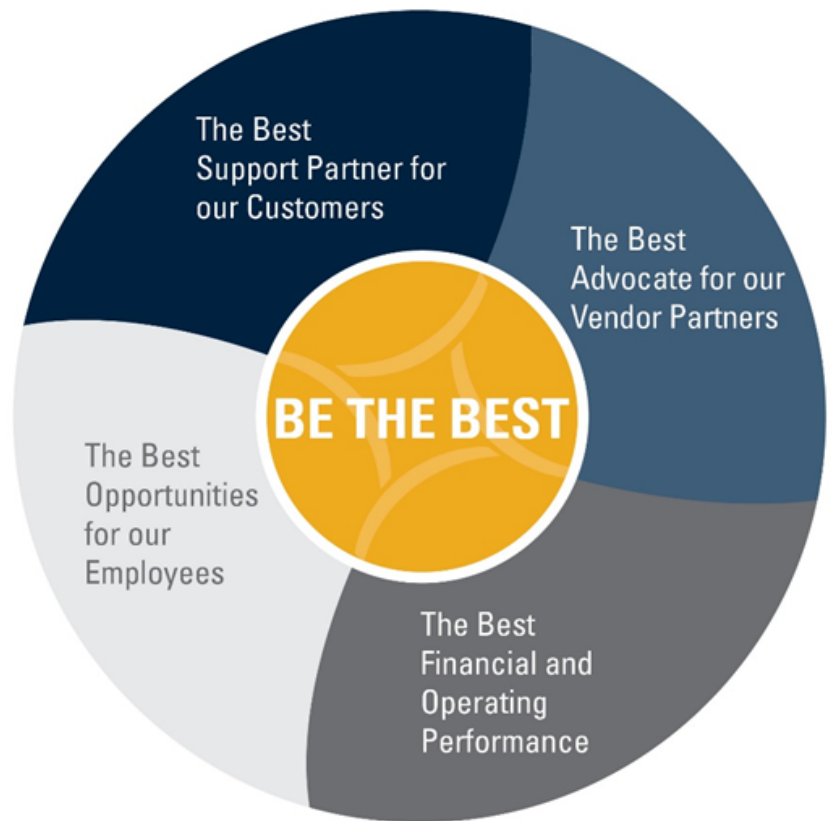 The Best
Support Partner for
our Customers
The Best
Advocate for our
Vendor Partners
BE THE BEST
The Best
Opportunities
for our
Employees
The Best
Financial and
Operating
Performance